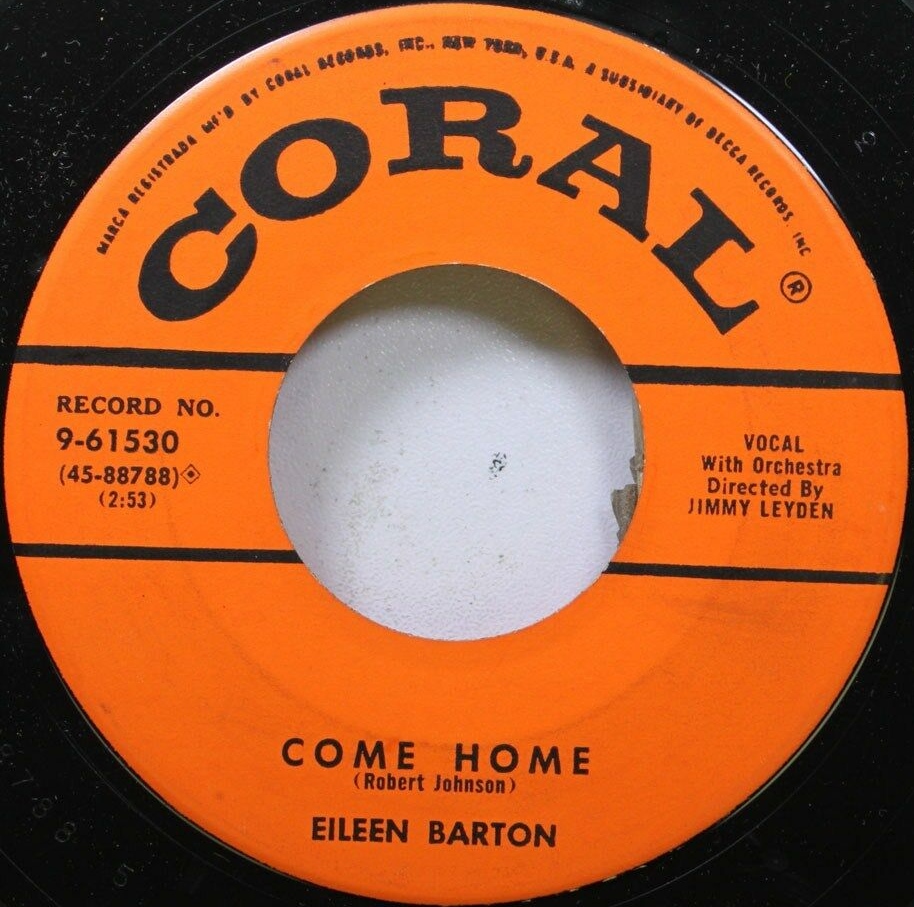 MARCA REGISTRADA MF'D BY CORAL RECORDS, INC., NEW YORK, U.S.A. A SUBSIDIARY OF DECCA RECORDS, INC
CORAL ®
RECORD NO.
9-61530
(45-88788)
(2:53)
VOCAL
With Orchestra
Directed By
JIMMY LEYDEN
COME HOME
(Robert Johnson)
EILEEN BARTON